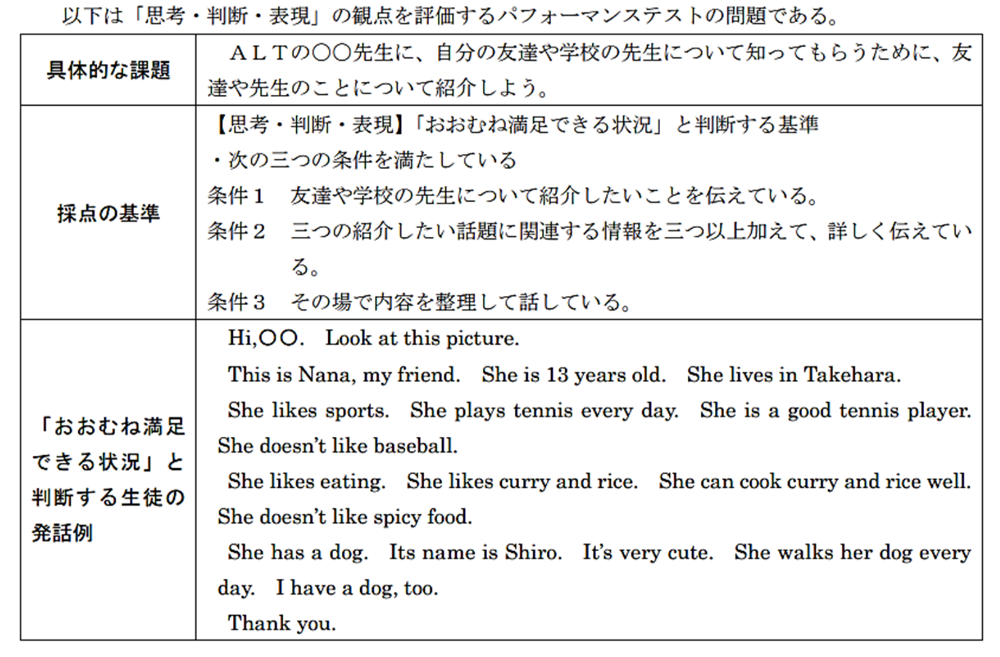 以下は「思考・判断・表現」の観点を評価するパフォーマンステストの問題である。
具体的な課題
ＡＬＴの〇〇先生に、自分の友達や学校の先生について知ってもらうために、友
達や先生のことについて紹介しよう。
採点の基準
【思考・判断・表現】「おおむね満足できる状況」と判断する基準
・次の三つの条件を満たしている
条件１　友達や学校の先生について紹介したいことを伝えている。
条件２　三つの紹介したい話題に関連する情報を三つ以上加えて、詳しく伝えてい
る。
条件３　その場で内容を整理して話している。
「おおむね満足
できる状況」と
判断する生徒の
発話例
Hi,〇〇.　Look at this picture.
This is Nana, my friend.　She is 13 years old.　She lives in Takehara.
She likes sports.　She plays tennis every day.　She is a good tennis player.
She doesn’t like baseball.
She likes eating.　She likes curry and rice.　She can cook curry and rice well.
She doesn’t like spicy food.
She has a dog.　Its name is Shiro.　It’s very cute.　She walks her dog every
day.　I have a dog, too.
Thank you.